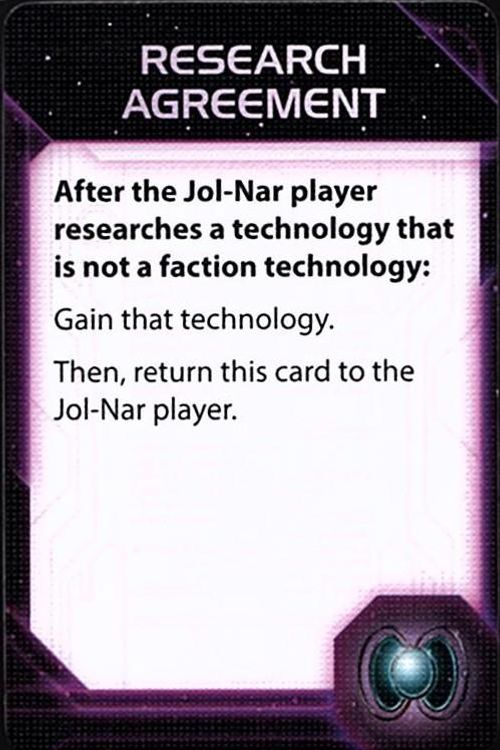 RESEARCH
AGREEMENT
After the Jol-Nar player
researches a technology that
is not a faction technology:
Gain that technology.
Then, return this card to the
Jol-Nar player.